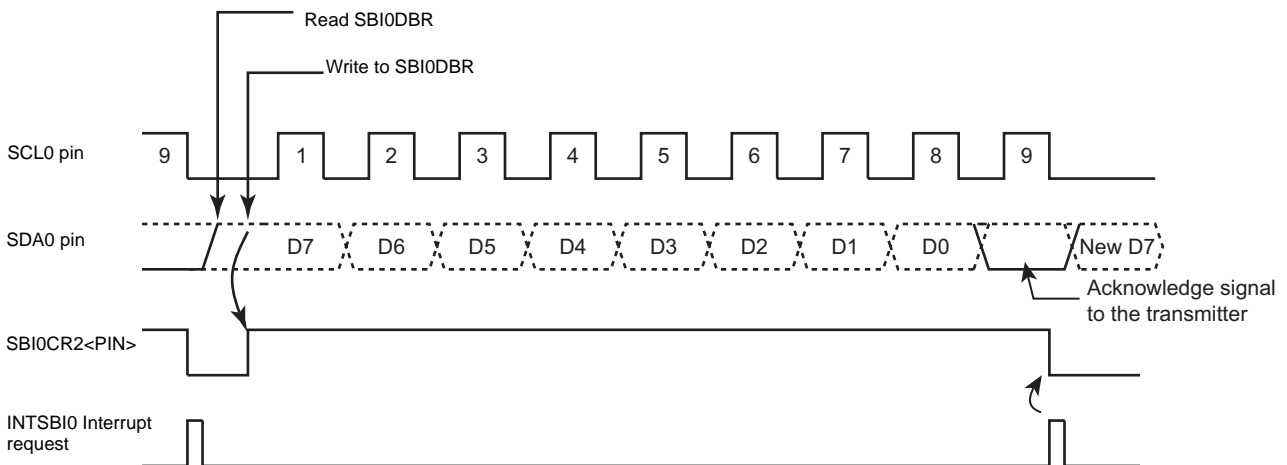 Read SBI0DBR
Write to SBI0DBR
SCL0 pin
9 1 2 3 4 5 6 7 8 9
SDA0 pin
D7 D6 D5 D4 D3 D2 D1 D0 New D7
Acknowledge signal
to the transmitter
SBI0CR2<PIN>
INTSBI0 Interrupt
request